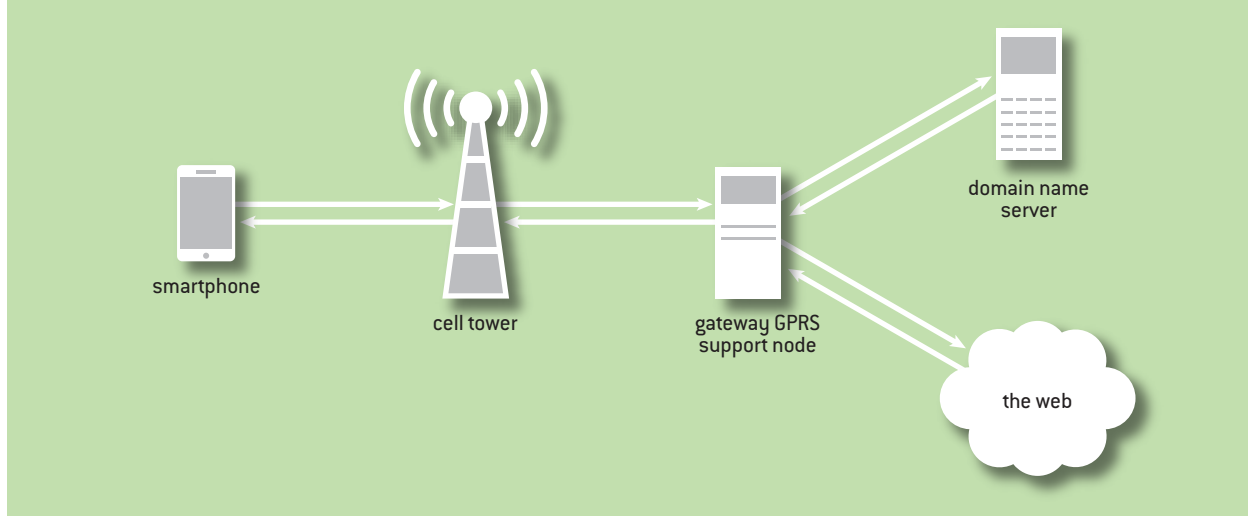 smartphone
cell tower
gateway GPRS
support node
domain name
server
the web